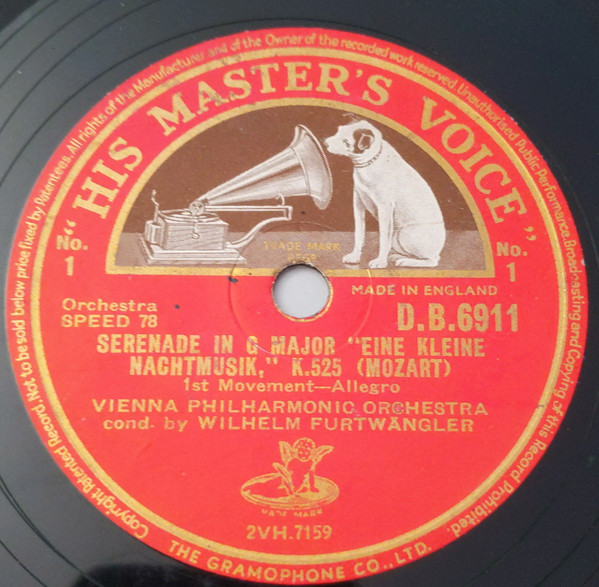 Copyright Patented Record. Not to be sold below price fixed by Patentees. All rights of the Manufacturer and of the Owner of the recorded work reserved. Unauthorised Public Performance, Broadcasting and Copying of this Record Prohibited.
"HIS MASTER'S VOICE"
TRADE MARK
No. 1
No. 1
MADE IN ENGLAND
Orchestra
SPEED 78
D.B.6911
SERENADE IN G MAJOR "EINE KLEINE
NACHTMUSIK," K.525 (MOZART)
1st Movement—Allegro
VIENNA PHILHARMONIC ORCHESTRA
cond. by WILHELM FURTWÄNGLER
TRADE MARK
2VH.7159
THE GRAMOPHONE CO., LTD.